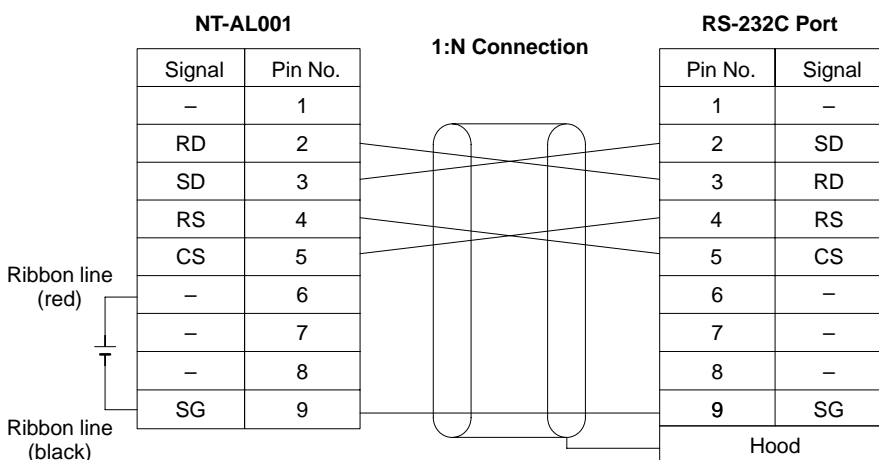 NT-AL001
1:N Connection
RS-232C Port
Signal Pin No.
– 1
RD 2
SD 3
RS 4
CS 5
– 6
– 7
– 8
SG 9
Pin No. Signal
1 –
2 SD
3 RD
4 RS
5 CS
6 –
7 –
8 –
9 SG
Hood
Ribbon line
(red)
Ribbon line
(black)